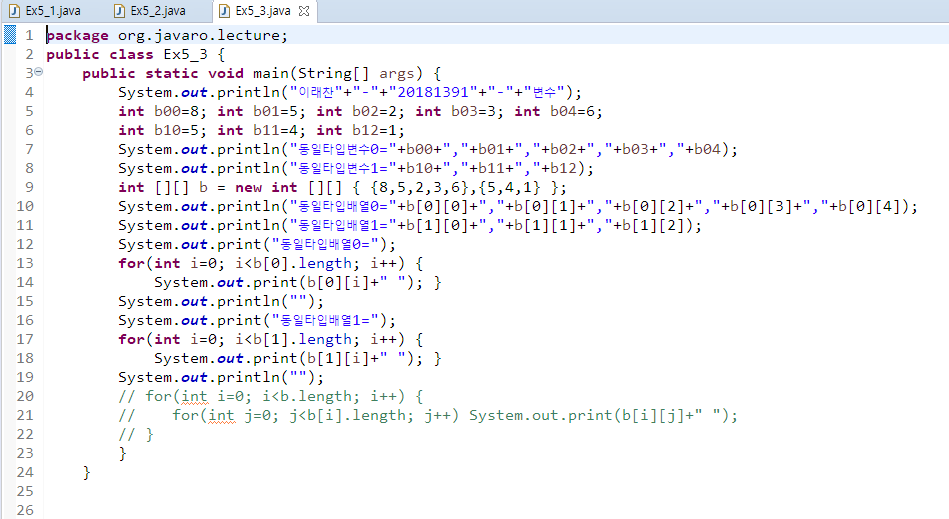 Ex5_1.java Ex5_2.java Ex5_3.java
1 package org.javaro.lecture;
2 public class Ex5_3 {
3 public static void main(String[] args) {
4 System.out.println("이래찬"+"-"+"20181391"+"-"+"변수");
5 int b00=8; int b01=5; int b02=2; int b03=3; int b04=6;
6 int b10=5; int b11=4; int b12=1;
7 System.out.println("동일타입변수0="+b00+","+b01+","+b02+","+b03+","+b04);
8 System.out.println("동일타입변수1="+b10+","+b11+","+b12);
9 int [][] b = new int [][] { {8,5,2,3,6},{5,4,1} };
10 System.out.println("동일타입배열0="+b[0][0]+","+b[0][1]+","+b[0][2]+","+b[0][3]+","+b[0][4]);
11 System.out.println("동일타입배열1="+b[1][0]+","+b[1][1]+","+b[1][2]);
12 System.out.print("동일타입배열0=");
13 for(int i=0; i<b[0].length; i++) {
14 System.out.print(b[0][i]+" "); }
15 System.out.println("");
16 System.out.print("동일타입배열1=");
17 for(int i=0; i<b[1].length; i++) {
18 System.out.print(b[1][i]+" "); }
19 System.out.println("");
20 // for(int i=0; i<b.length; i++) {
21 // for(int j=0; j<b[i].length; j++) System.out.print(b[i][j]+" ");
22 // }
23 }
24 }
25
26